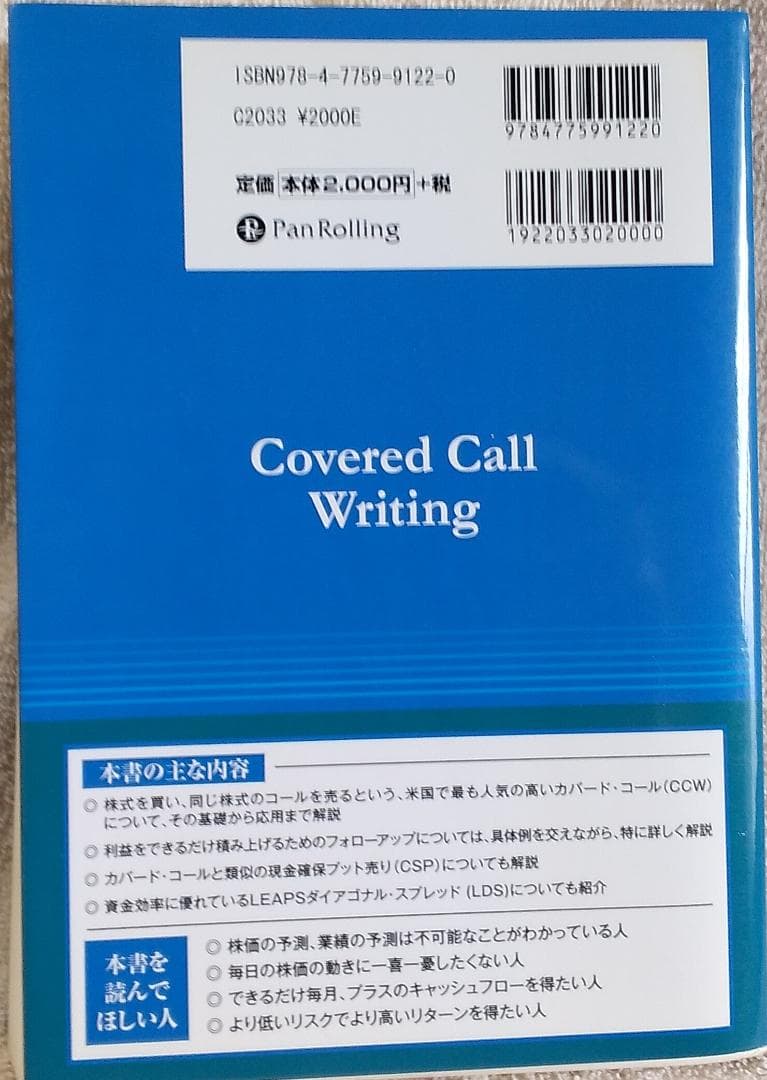 ISBN978-4-7759-9122-0
C2033 ¥2000E
9784775991220
定価 本体2,000円+税
PanRolling
1922033020000
Covered Call
Writing
本書の主な内容
◎ 株式を買い、同じ株式のコールを売るという、米国で最も人気の高いカバード・コール(CCW)
について、その基礎から応用まで解説
◎ 利益をできるだけ積み上げるためのフォローアップについては、具体例を交えながら、特に詳しく解説
◎ カバード・コールと類似の現金確保プット売り(CSP)についても解説
◎ 資金効率に優れているLEAPSダイアゴナル・スプレッド (LDS)についても紹介
本書を
読んで
ほしい人
◎ 株価の予測、業績の予測は不可能なことがわかっている人
◎ 毎日の株価の動きに一喜一憂したくない人
◎ できるだけ毎月、プラスのキャッシュフローを得たい人
◎ より低いリスクでより高いリターンを得たい人